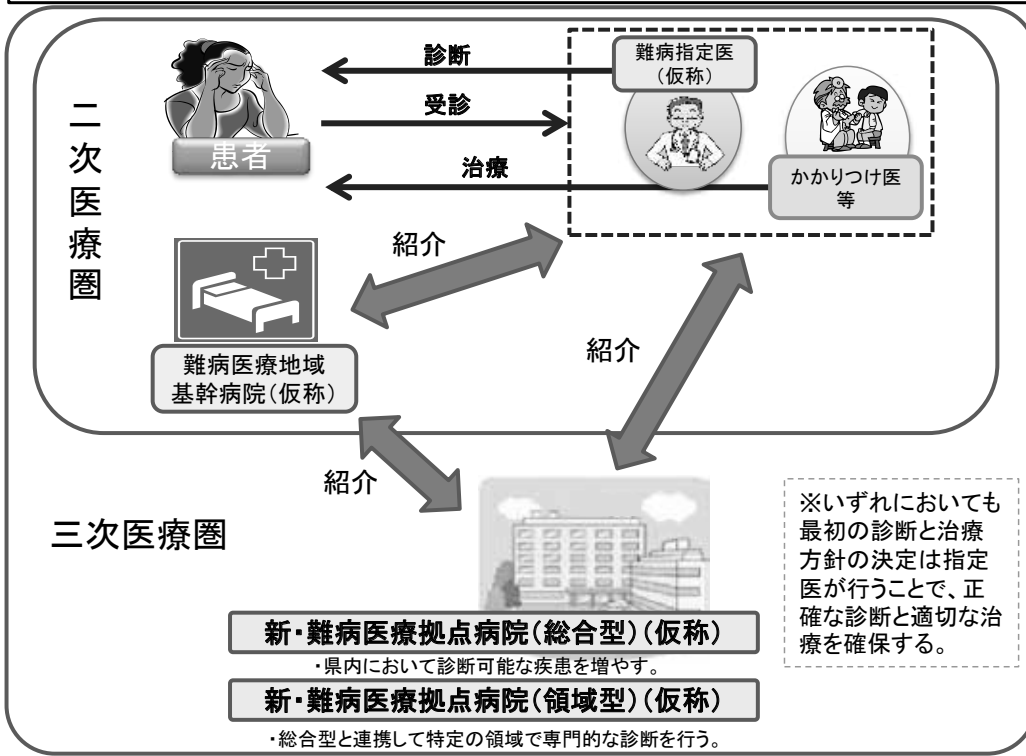 診断
難病指定医
(仮称)
受診
患者
治療
かかりつけ医
等
二次医療圏
紹介
難病医療地域
基幹病院(仮称)
紹介
紹介
三次医療圏
※いずれにおいても
最初の診断と治療
方針の決定は指定
医が行うことで、正
確な診断と適切な治
療を確保する。
新・難病医療拠点病院(総合型)(仮称)
・県内において診断可能な疾患を増やす。
新・難病医療拠点病院(領域型)(仮称)
・総合型と連携して特定の領域で専門的な診断を行う。